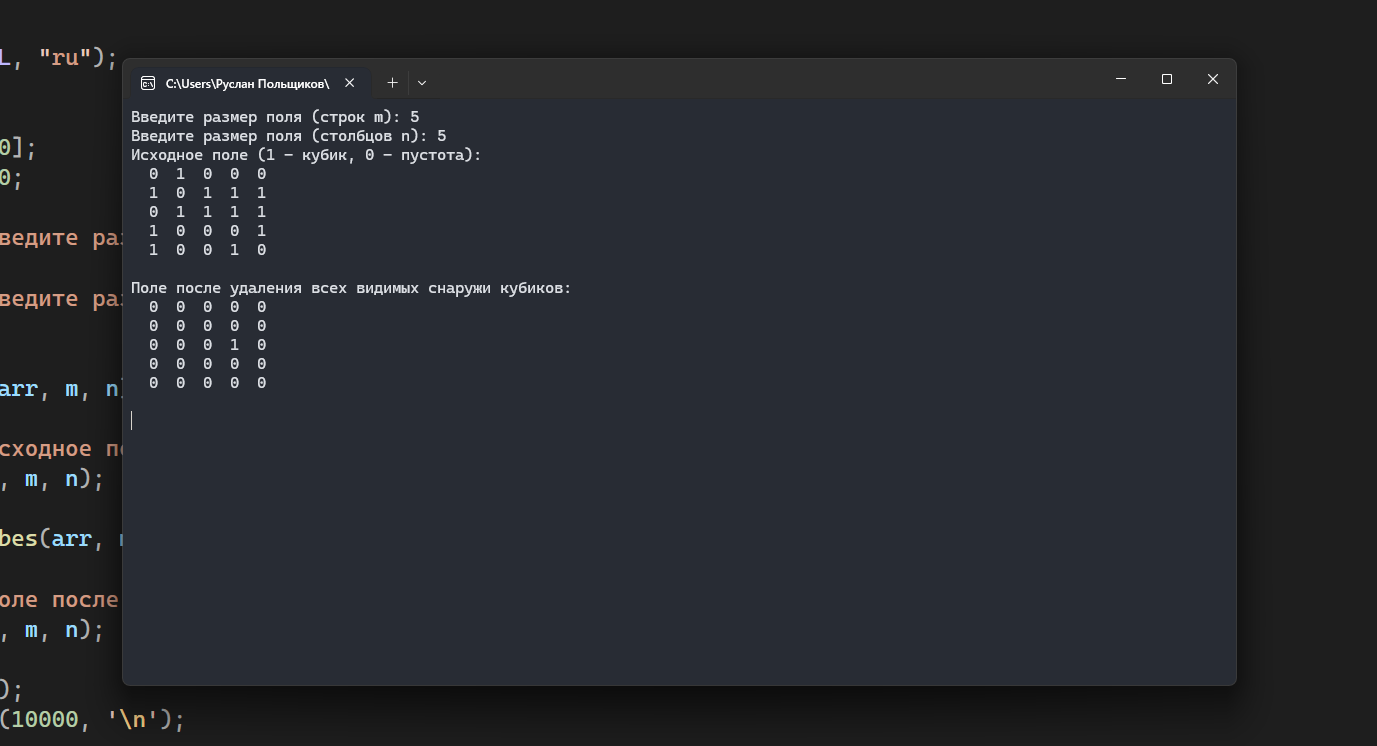 L, "ru");
C:\Users\Руслан Польщиков\
Введите размер поля (строк m): 5
Введите размер поля (столбцов n): 5
0];
Исходное поле (1 - кубик, 0 - пустота):
0 1 0 0 0
0;
1 0 1 1 1
0 1 1 1 1
1 0 0 0 1
ведите раз
1 0 0 1 0
Поле после удаления всех видимых снаружи кубиков:
ведите раз
0 0 0 0 0
0 0 0 0 0
0 0 0 1 0
0 0 0 0 0
0 0 0 0 0
arr, m, n)
сходное по
, m, n);
bes(arr,
оле после
, m, n);
);
(10000, '\n');